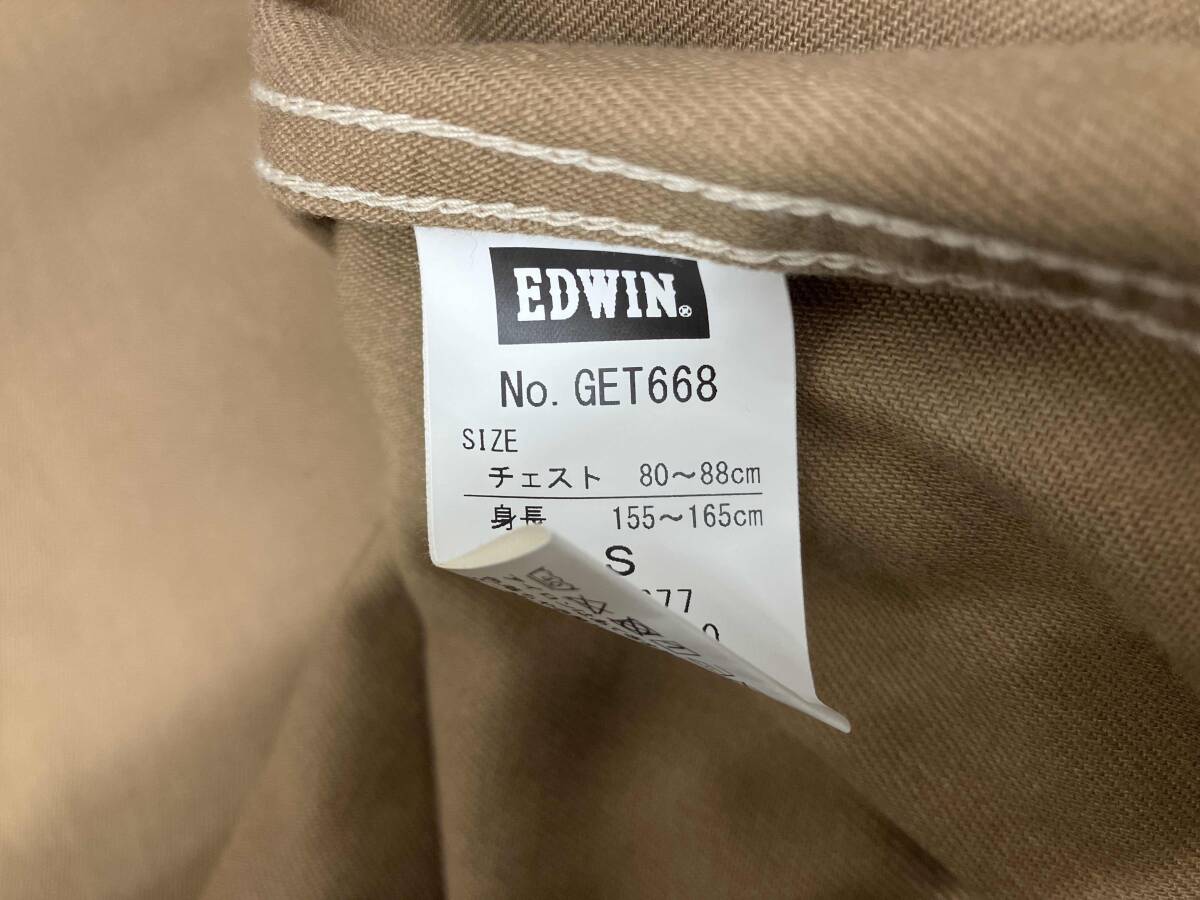 EDWIN®
No. GET668
SIZE
チェスト 80〜88cm
身長 155〜165cm
S